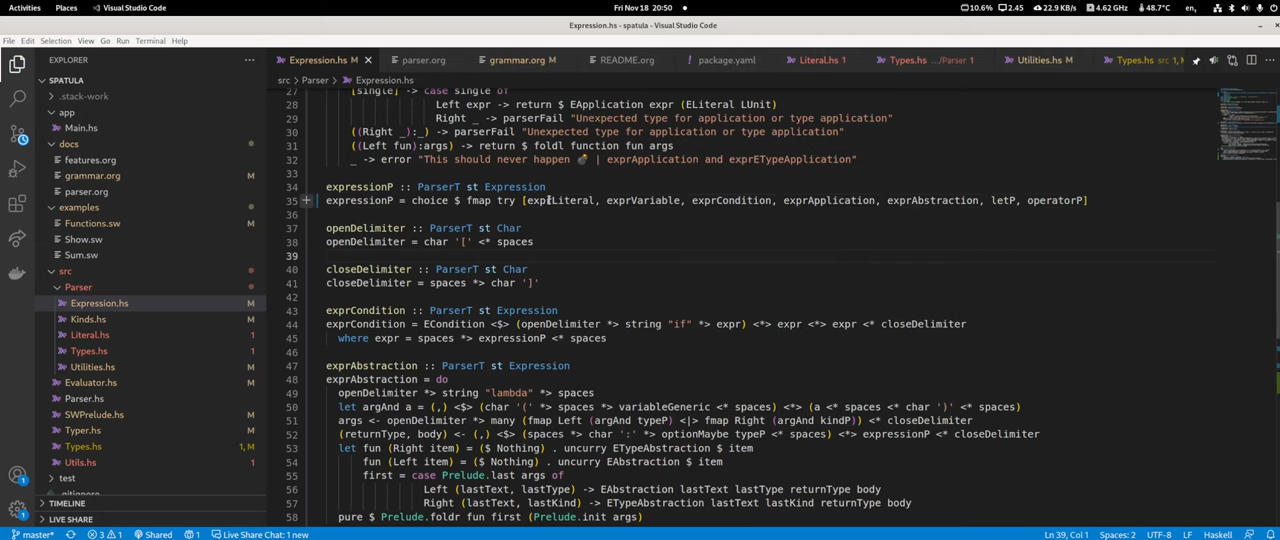 Activities Places Visual Studio Code Fri Nov 18 20:50 10.6% 2.45 22.9 KB/s 4.62 GHz 48.7°C en
Expression.hs - spatula - Visual Studio Code
File Edit Selection View Go Run Terminal Help
EXPLORER
Expression.hs M parser.org grammar.org M README.org package.yaml Literal.hs 1 Types.hs .../Parser 1 Utilities.hs M Types.hs src 1, M
SPATULA
src > Parser > Expression.hs
.stack-work
app
Main.hs
docs
features.org
grammar.org M
parser.org
examples
Functions.sw
Show.sw
Sum.sw
src
Parser
Expression.hs M
Kinds.hs M
Literal.hs 1
Types.hs 1
Utilities.hs M
Evaluator.hs M
Parser.hs
SWPrelude.hs M
Typer.hs M
Types.hs 1, M
Utils.hs M
test
.gitignore
TIMELINE
LIVE SHARE
27 [single] -> case single of
28 Left expr -> return $ EApplication expr (ELiteral LUnit)
29 Right _ -> parserFail "Unexpected type for application or type application"
30 ((Right _):_) -> parserFail "Unexpected type for application or type application"
31 ((Left fun):args) -> return $ foldl function fun args
32 _ -> error "This should never happen 💣 | exprApplication and exprETypeApplication"
33
34 expressionP :: ParserT st Expression
35 expressionP = choice $ fmap try [exprLiteral, exprVariable, exprCondition, exprApplication, exprAbstraction, letP, operatorP]
36
37 openDelimiter :: ParserT st Char
38 openDelimiter = char '[' <* spaces
39
40 closeDelimiter :: ParserT st Char
41 closeDelimiter = spaces *> char ']'
42
43 exprCondition :: ParserT st Expression
44 exprCondition = ECondition <$> (openDelimiter *> string "if" *> expr) <*> expr <*> expr <* closeDelimiter
45 where expr = spaces *> expressionP <* spaces
46
47 exprAbstraction :: ParserT st Expression
48 exprAbstraction = do
49 openDelimiter *> string "lambda" *> spaces
50 let argAnd a = (,) <$> (char '(' *> spaces *> variableGeneric <* spaces) <*> (a <* spaces <* char ')' <* spaces)
51 args <- openDelimiter *> many (fmap Left (argAnd typeP) <|> fmap Right (argAnd kindP)) <* closeDelimiter
52 (returnType, body) <- (,) <$> (spaces *> char ':' *> optionMaybe typeP <* spaces) <*> expressionP <* closeDelimiter
53 let fun (Right item) = ($ Nothing) . uncurry ETypeAbstraction $ item
54 fun (Left item) = ($ Nothing) . uncurry EAbstraction $ item
55 first = case Prelude.last args of
56 Left (lastText, lastType) -> EAbstraction lastText lastType returnType body
57 Right (lastText, lastKind) -> ETypeAbstraction lastText lastKind returnType body
58 pure $ Prelude.foldr fun first (Prelude.init args)
master* 3 1 Shared 1 Live Share Chat: 1 new Ln 39, Col 1 Spaces: 2 UTF-8 LF Haskell